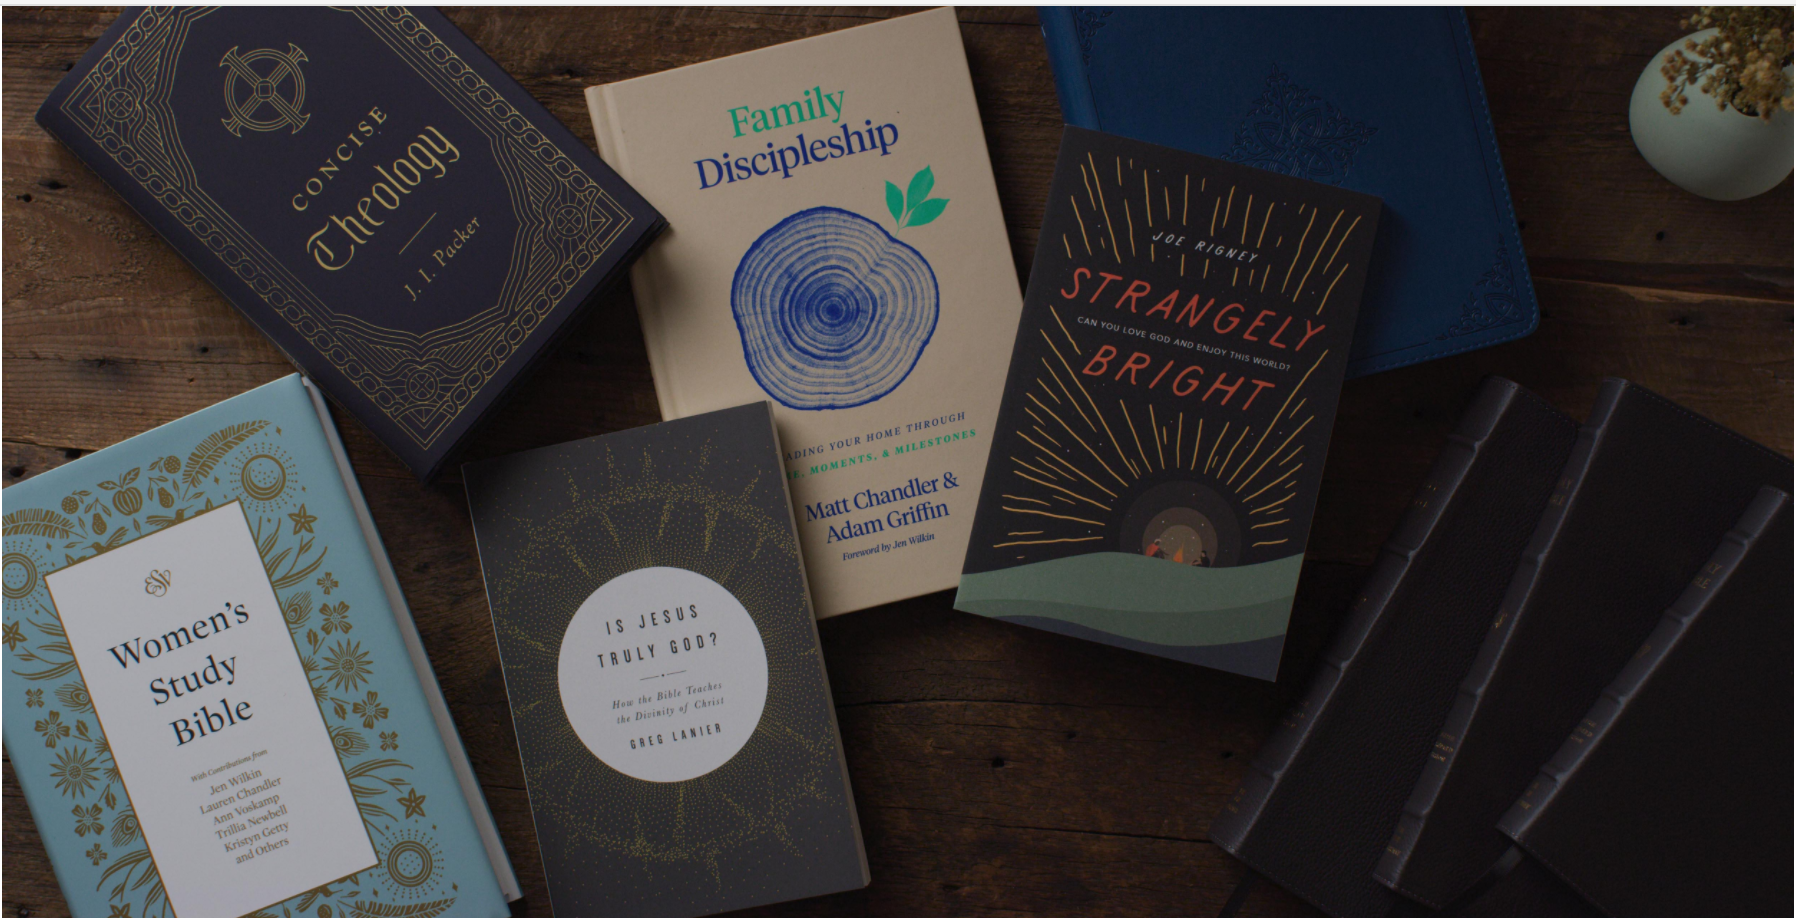 CONCISE
Theology
J. I. Packer
Family
Discipleship
MOMENTS, & MILESTONES
YOUR HOME THROUGH
Matt Chandler &
Adam Griffin
Foreword by Jen Wilkin
JOE RIGNEY
STRANGELY
CAN YOU LOVE GOD AND ENJOY THIS WORLD?
BRIGHT
ESV
Women's
Study
Bible
With Contributions from
Jen Wilkin
Lauren Chandler
Ann Voskamp
Trillia Newbell
Kristyn Getty
and Others
IS JESUS
TRULY GOD?
How the Bible Teaches
the Divinity of Christ
GREG LANIER